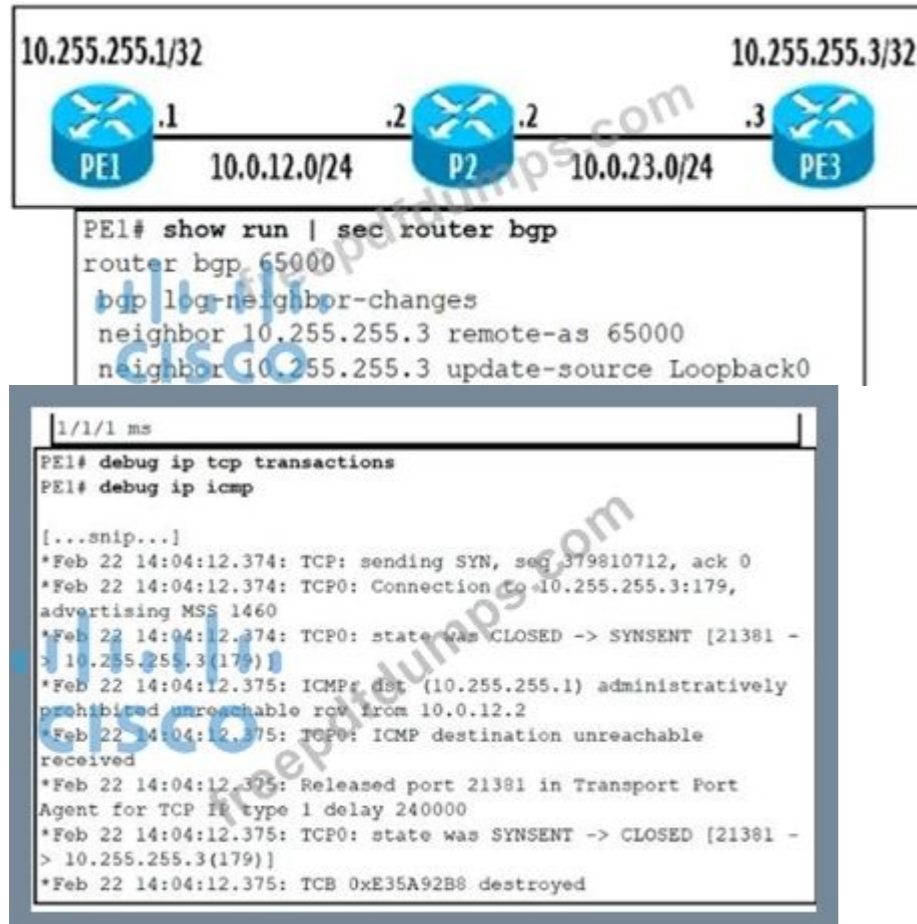 10.255.255.1/32
10.255.255.3/32
.1
.2
.2
.3
PE1
10.0.12.0/24
P2
10.0.23.0/24
PE3
freepdfdumps.com
PE1# show run | sec router bgp
router bgp 65000
bgp log-neighbor-changes
neighbor 10.255.255.3 remote-as 65000
neighbor 10.255.255.3 update-source Loopback0
CISCO
1/1/1 ms
PE1# debug ip tcp transactions
PE1# debug ip icmp
[...snip...]
*Feb 22 14:04:12.374: TCP: sending SYN, seq 379810712, ack 0
*Feb 22 14:04:12.374: TCP0: Connection to 10.255.255.3:179,
advertising MSS 1460
*Feb 22 14:04:12.374: TCP0: state was CLOSED -> SYNSENT [21381 -
> 10.255.255.3(179)]
*Feb 22 14:04:12.375: ICMP: dst (10.255.255.1) administratively
prohibited unreachable rcv from 10.0.12.2
*Feb 22 14:04:12.375: TCP0: ICMP destination unreachable
received
*Feb 22 14:04:12.375: Released port 21381 in Transport Port
Agent for TCP IP type 1 delay 240000
*Feb 22 14:04:12.375: TCP0: state was SYNSENT -> CLOSED [21381 -
> 10.255.255.3(179)]
*Feb 22 14:04:12.375: TCB 0xE35A92B8 destroyed
CISCO
freepdfdumps.com